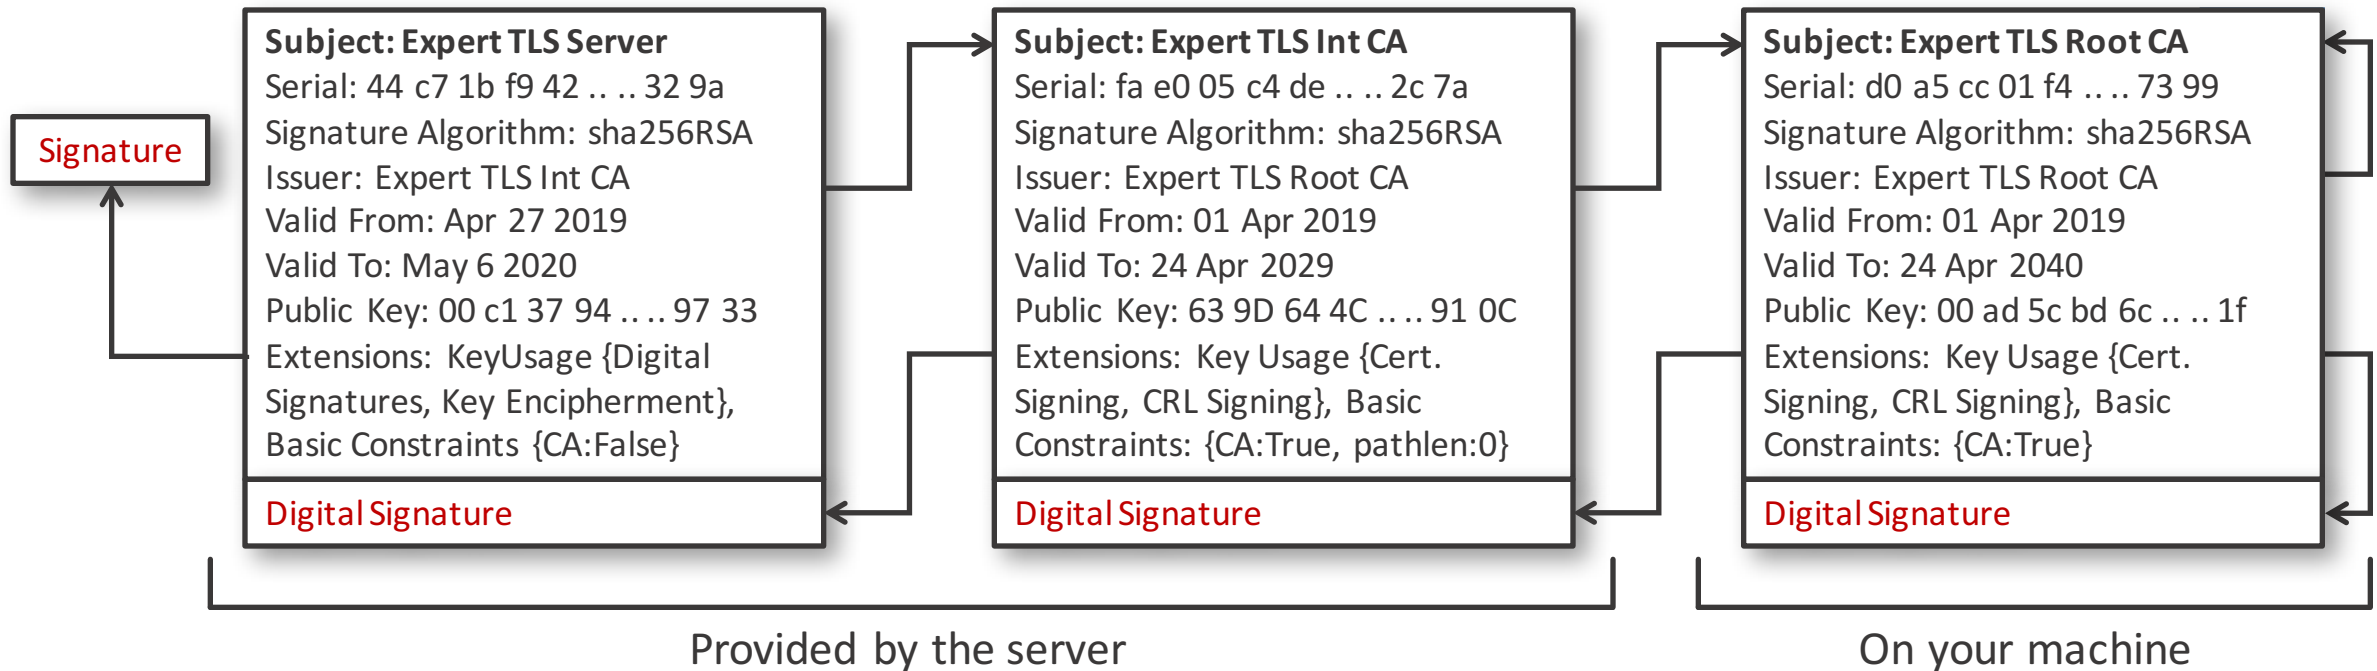 Signature
Subject: Expert TLS Server
Serial: 44 c7 1b f9 42 .. .. 32 9a
Signature Algorithm: sha256RSA
Issuer: Expert TLS Int CA
Valid From: Apr 27 2019
Valid To: May 6 2020
Public Key: 00 c1 37 94 .. .. 97 33
Extensions: KeyUsage {Digital
Signatures, Key Encipherment},
Basic Constraints {CA:False}
Digital Signature
Subject: Expert TLS Int CA
Serial: fa e0 05 c4 de .. .. 2c 7a
Signature Algorithm: sha256RSA
Issuer: Expert TLS Root CA
Valid From: 01 Apr 2019
Valid To: 24 Apr 2029
Public Key: 63 9D 64 4C .. .. 91 0C
Extensions: Key Usage {Cert.
Signing, CRL Signing}, Basic
Constraints: {CA:True, pathlen:0}
Digital Signature
Subject: Expert TLS Root CA
Serial: d0 a5 cc 01 f4 .. .. 73 99
Signature Algorithm: sha256RSA
Issuer: Expert TLS Root CA
Valid From: 01 Apr 2019
Valid To: 24 Apr 2040
Public Key: 00 ad 5c bd 6c .. .. 1f
Extensions: Key Usage {Cert.
Signing, CRL Signing}, Basic
Constraints: {CA:True}
Digital Signature
Provided by the server
On your machine